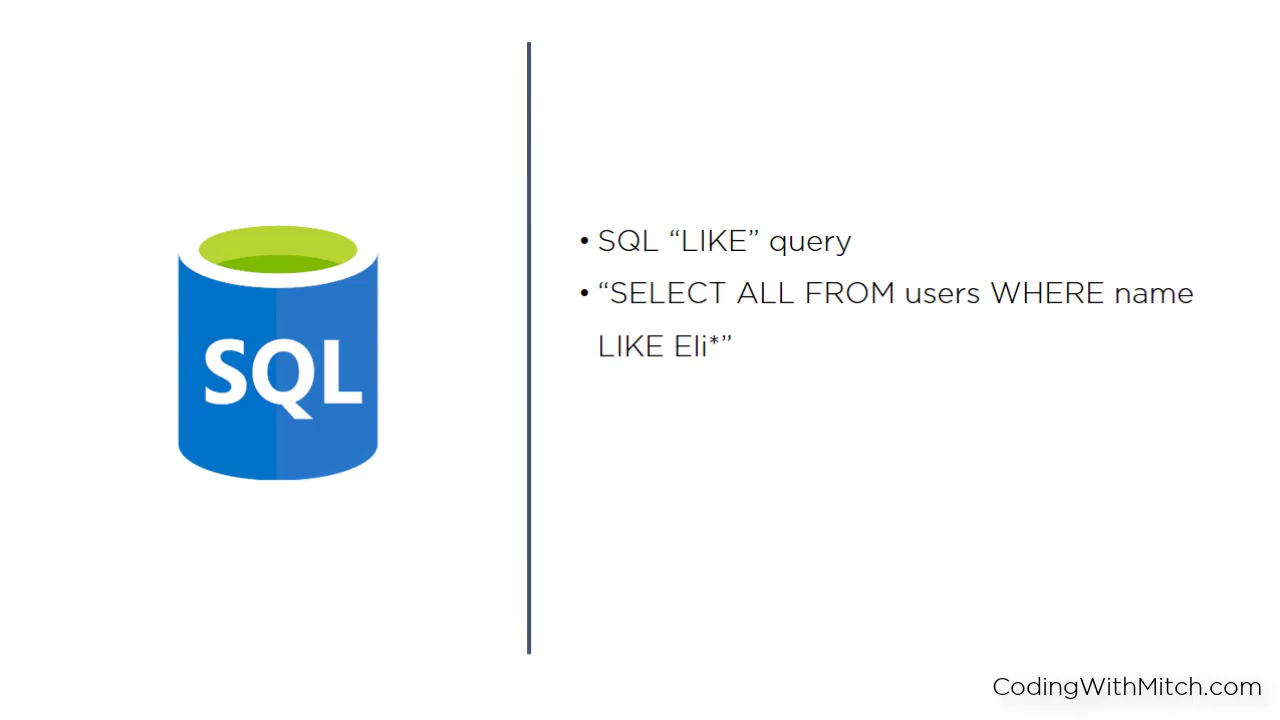 SQL
• SQL “LIKE” query
• “SELECT ALL FROM users WHERE name
LIKE Eli*”
CodingWithMitch.com